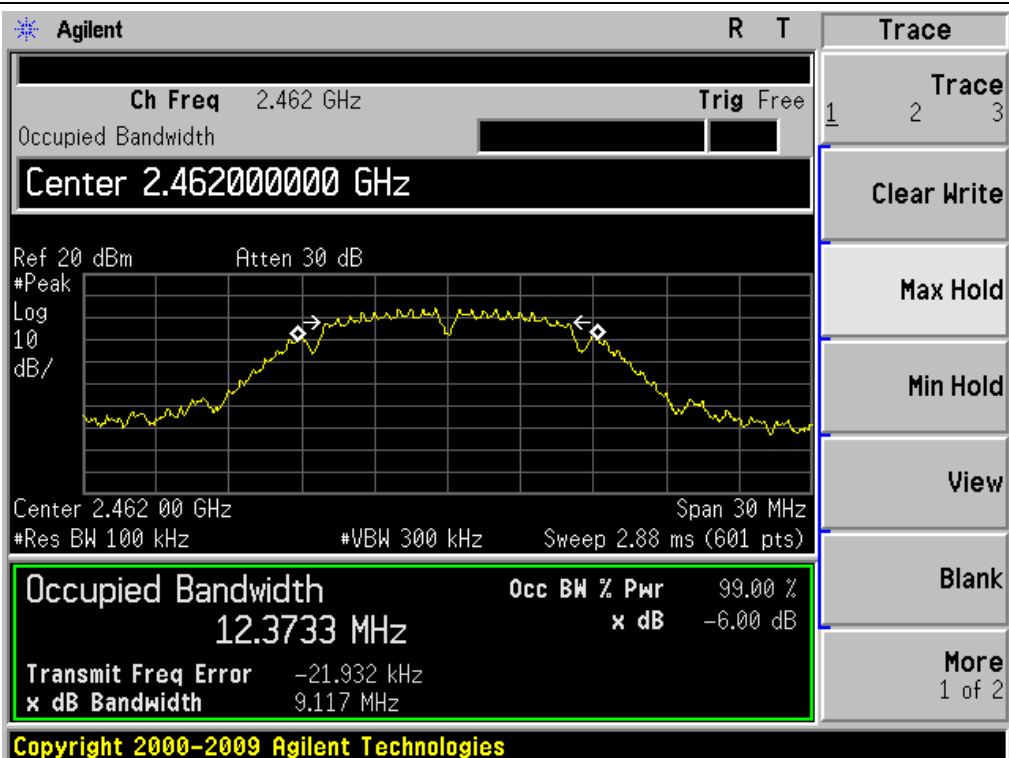 Agilent R T
Ch Freq 2.462 GHz Trig Free
Occupied Bandwidth
Center 2.462000000 GHz
Ref 20 dBm Atten 30 dB
#Peak
Log
10
dB/
Center 2.462 00 GHz Span 30 MHz
#Res BW 100 kHz #VBW 300 kHz Sweep 2.88 ms (601 pts)
Occupied Bandwidth Occ BW % Pwr 99.00 %
12.3733 MHz x dB -6.00 dB
Transmit Freq Error -21.932 kHz
x dB Bandwidth 9.117 MHz
Copyright 2000-2009 Agilent Technologies
Trace
Trace
1 2 3
Clear Write
Max Hold
Min Hold
View
Blank
More
1 of 2